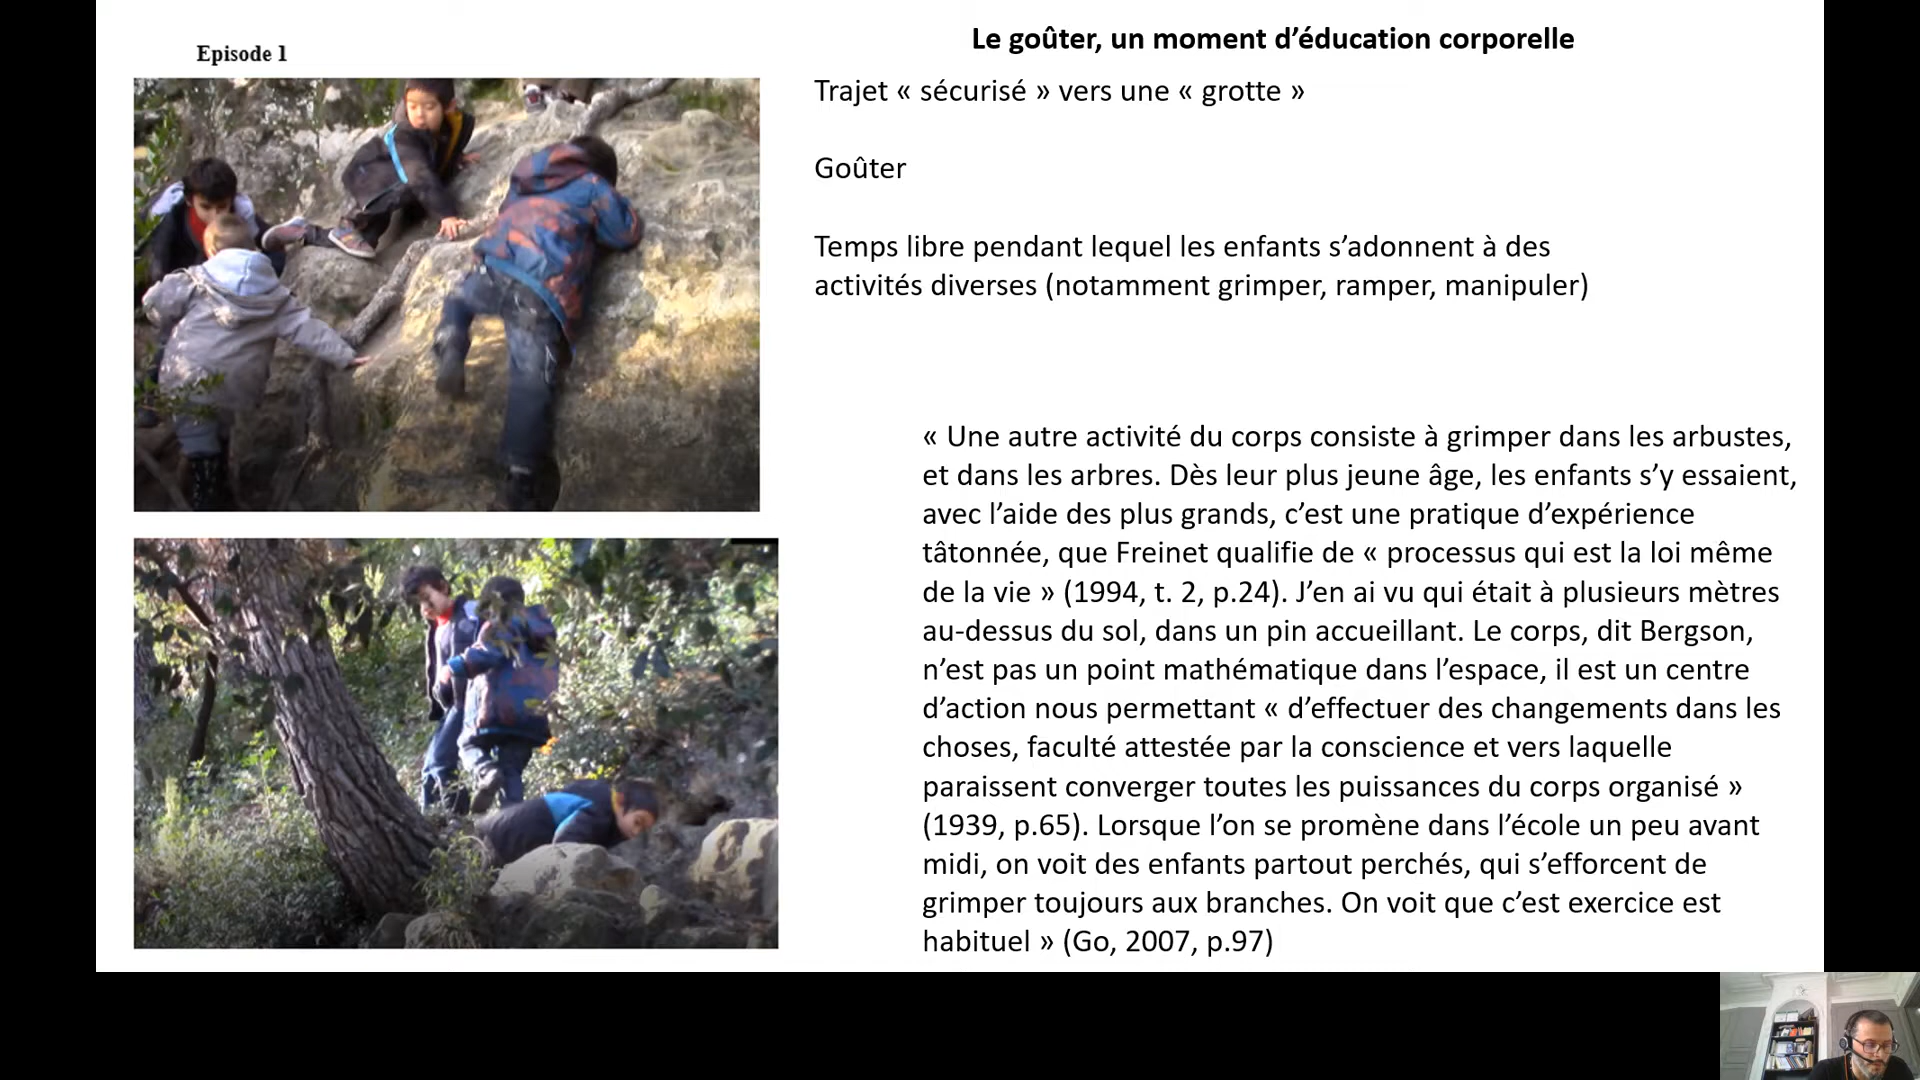 Episode 1
Le goûter, un moment d’éducation corporelle
Trajet « sécurisé » vers une « grotte »
Goûter
Temps libre pendant lequel les enfants s’adonnent à des
activités diverses (notamment grimper, ramper, manipuler)
« Une autre activité du corps consiste à grimper dans les arbustes,
et dans les arbres. Dès leur plus jeune âge, les enfants s’y essaient,
avec l’aide des plus grands, c’est une pratique d’expérience
tâtonnée, que Freinet qualifie de « processus qui est la loi même
de la vie » (1994, t. 2, p.24). J’en ai vu qui était à plusieurs mètres
au-dessus du sol, dans un pin accueillant. Le corps, dit Bergson,
n’est pas un point mathématique dans l’espace, il est un centre
d’action nous permettant « d’effectuer des changements dans les
choses, faculté attestée par la conscience et vers laquelle
paraissent converger toutes les puissances du corps organisé »
(1939, p.65). Lorsque l’on se promène dans l’école un peu avant
midi, on voit des enfants partout perchés, qui s’efforcent de
grimper toujours aux branches. On voit que c’est exercice est
habituel » (Go, 2007, p.97)